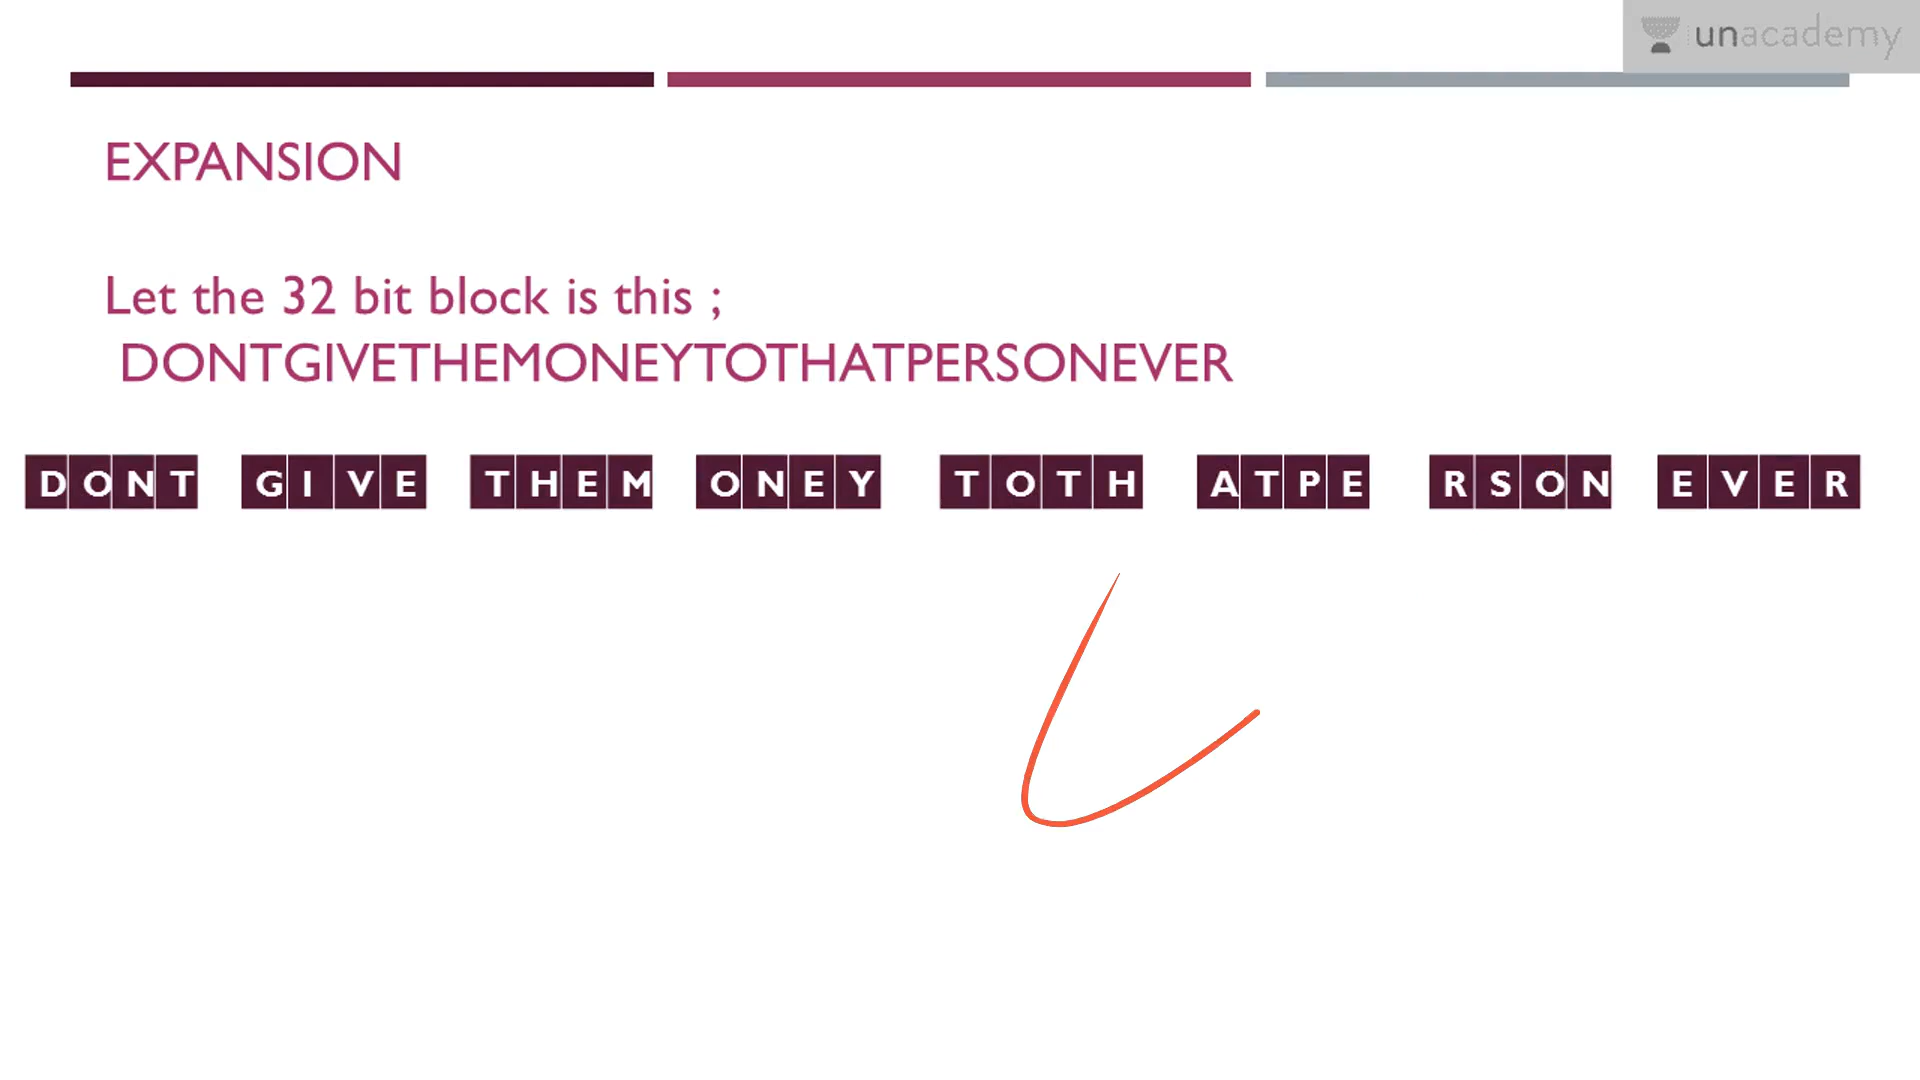 unacademy
EXPANSION
Let the 32 bit block is this ;
DONTGIVETHEMONEYTOTHATPERSONEVER
DONT GIVE THEM ONEY TOTH ATPE RSON EVER